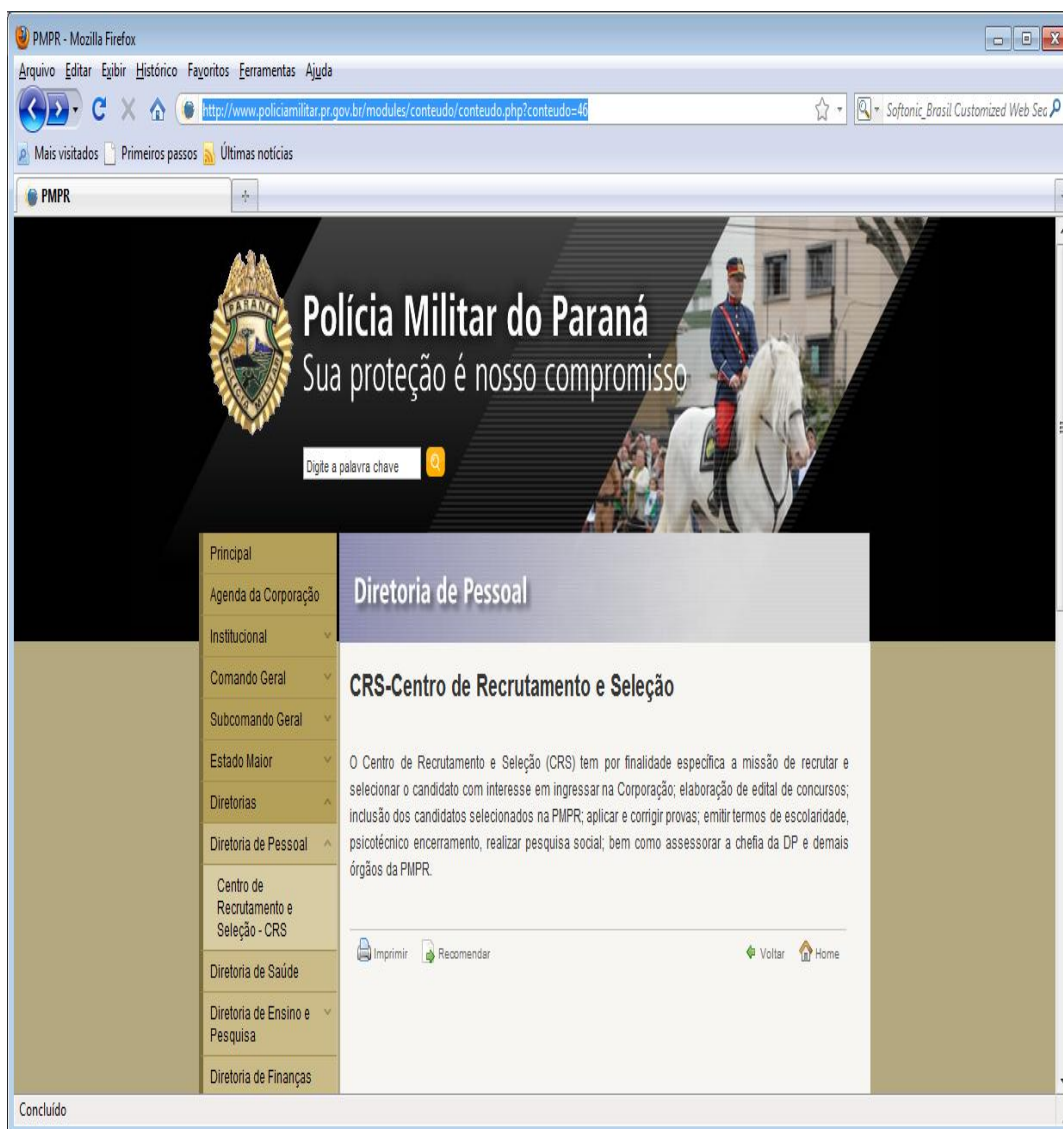 PMPR - Mozilla Firefox
Arquivo Editar Exibir Histórico Favoritos Ferramentas Ajuda
http://www.policiamilitar.pr.gov.br/modules/conteudo/conteudo.php?conteudo=46
Softonic_Brasil Customized Web Sea
Mais visitados Primeiros passos Últimas notícias
PMPR
PARANÁ
POLÍCIA MILITAR
Polícia Militar do Paraná
Sua proteção é nosso compromisso
Digite a palavra chave
Principal
Agenda da Corporação
Institucional
Comando Geral
Subcomando Geral
Estado Maior
Diretorias
Diretoria de Pessoal
Centro de
Recrutamento e
Seleção - CRS
Diretoria de Saúde
Diretoria de Ensino e
Pesquisa
Diretoria de Finanças
Diretoria de Pessoal
CRS-Centro de Recrutamento e Seleção
O Centro de Recrutamento e Seleção (CRS) tem por finalidade específica a missão de recrutar e
selecionar o candidato com interesse em ingressar na Corporação; elaboração de edital de concursos;
inclusão dos candidatos selecionados na PMPR; aplicar e corrigir provas; emitir termos de escolaridade,
psicotécnico encerramento, realizar pesquisa social; bem como assessorar a chefia da DP e demais
órgãos da PMPR.
Imprimir Recomendar Voltar Home
Concluído